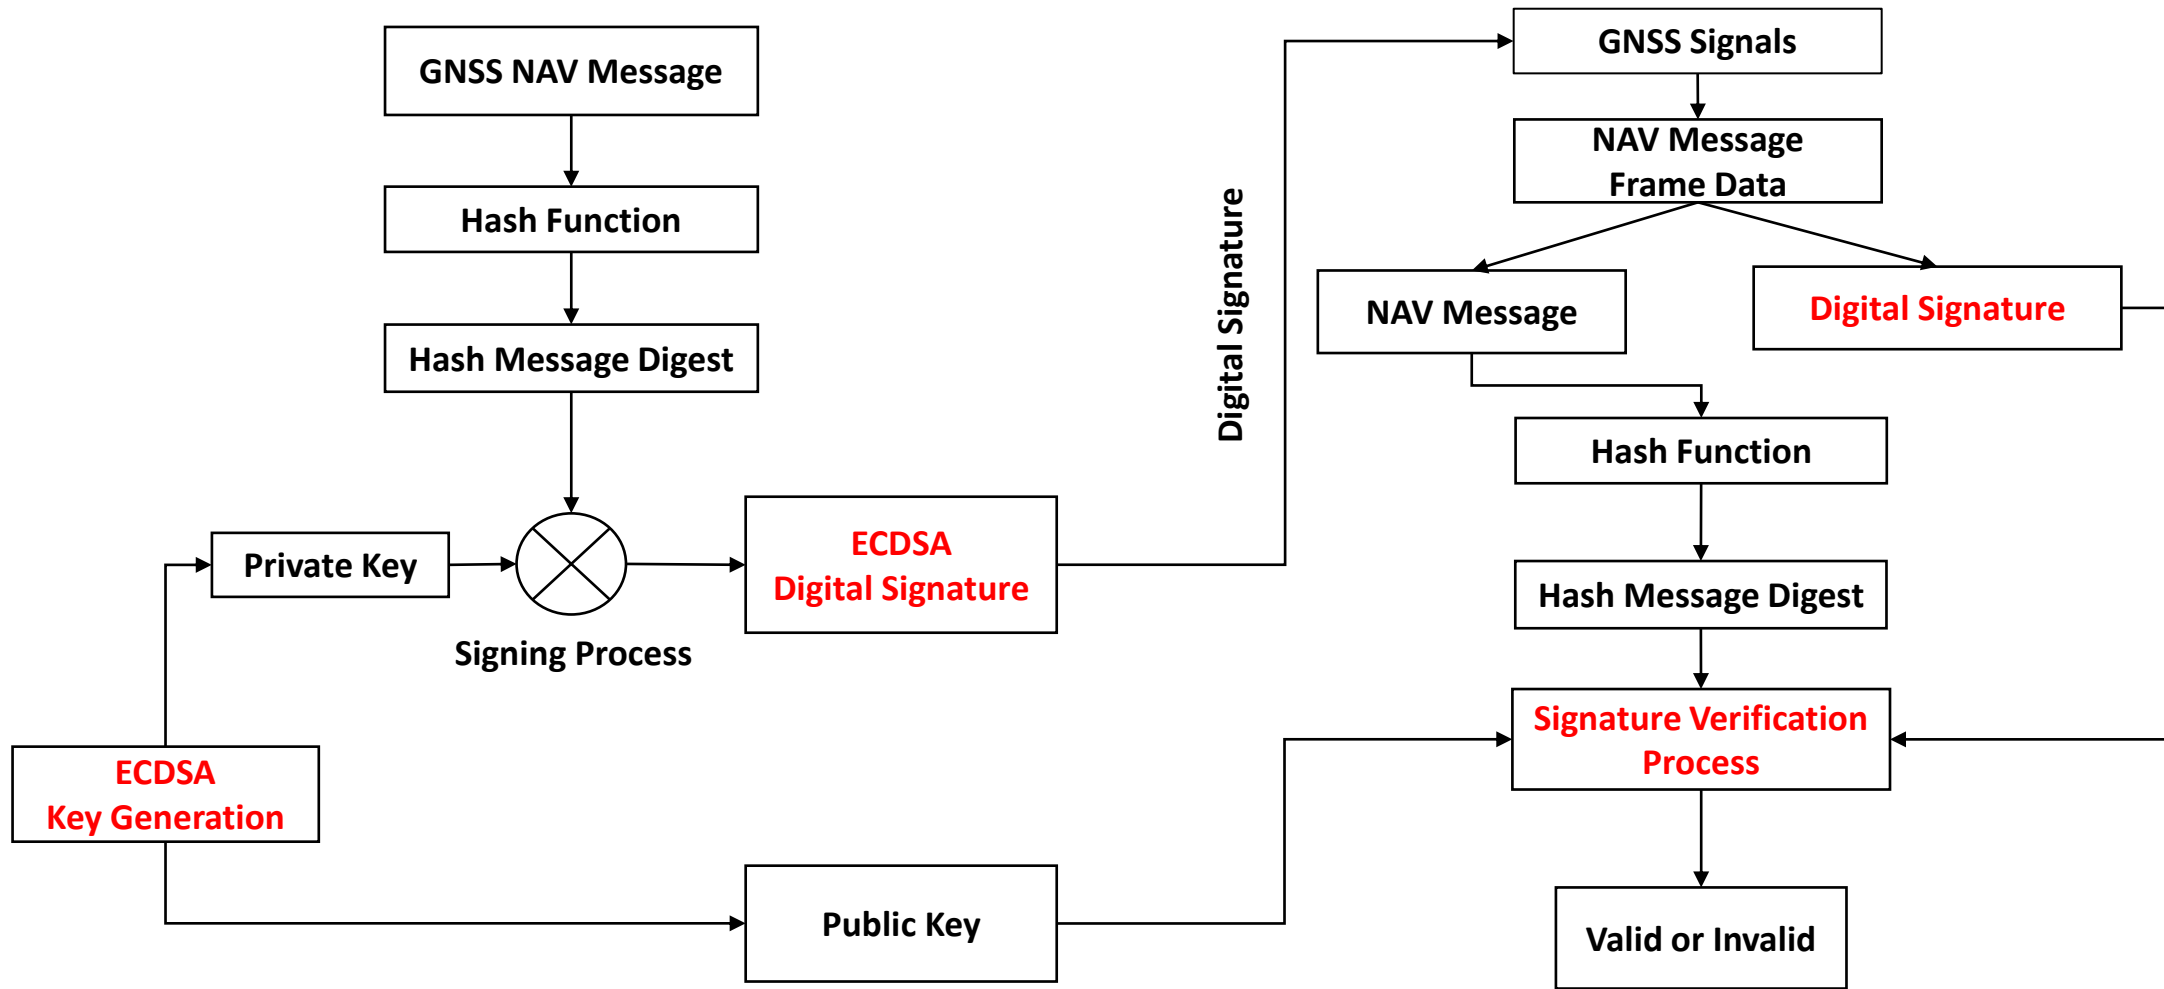 GNSS NAV Message
Hash Function
Hash Message Digest
Private Key
Signing Process
ECDSA
Digital Signature
ECDSA
Key Generation
Public Key
Digital Signature
GNSS Signals
NAV Message
Frame Data
NAV Message
Digital Signature
Hash Function
Hash Message Digest
Signature Verification
Process
Valid or Invalid